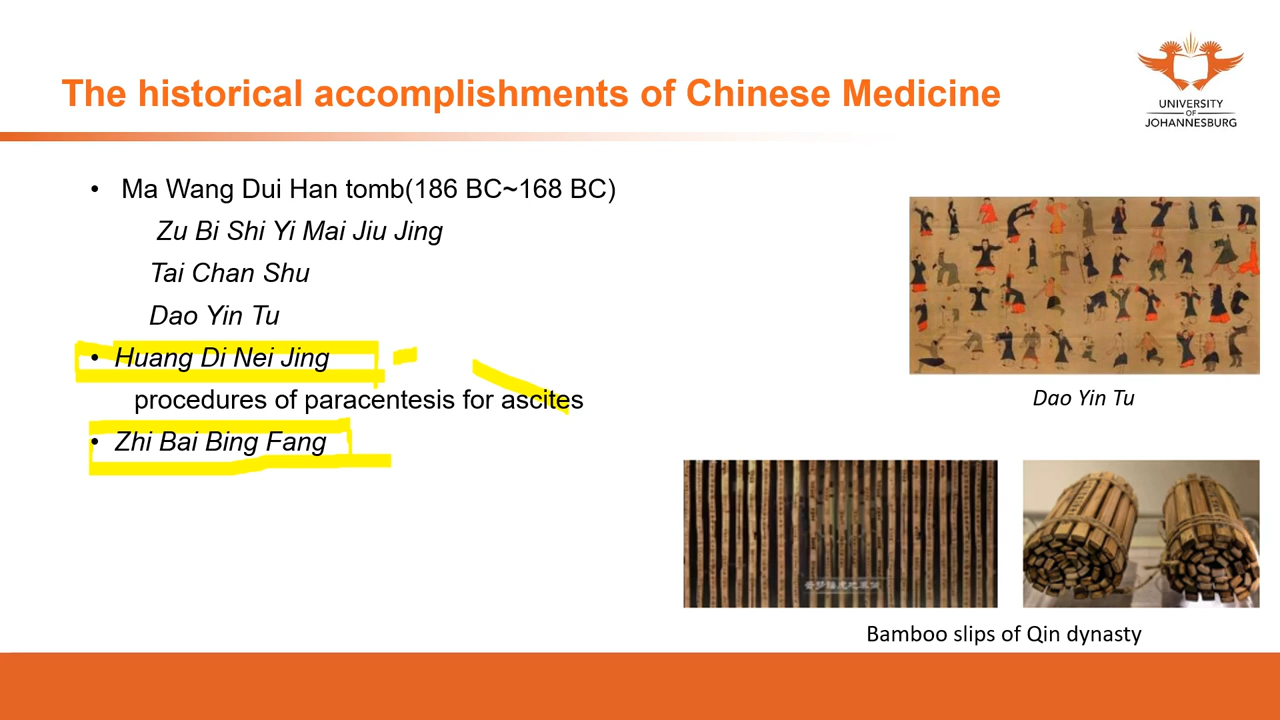 The historical accomplishments of Chinese Medicine
UNIVERSITY
OF
JOHANNESBURG
• Ma Wang Dui Han tomb(186 BC~168 BC)
Zu Bi Shi Yi Mai Jiu Jing
Tai Chan Shu
Dao Yin Tu
• Huang Di Nei Jing
procedures of paracentesis for ascites
• Zhi Bai Bing Fang
Dao Yin Tu
Bamboo slips of Qin dynasty